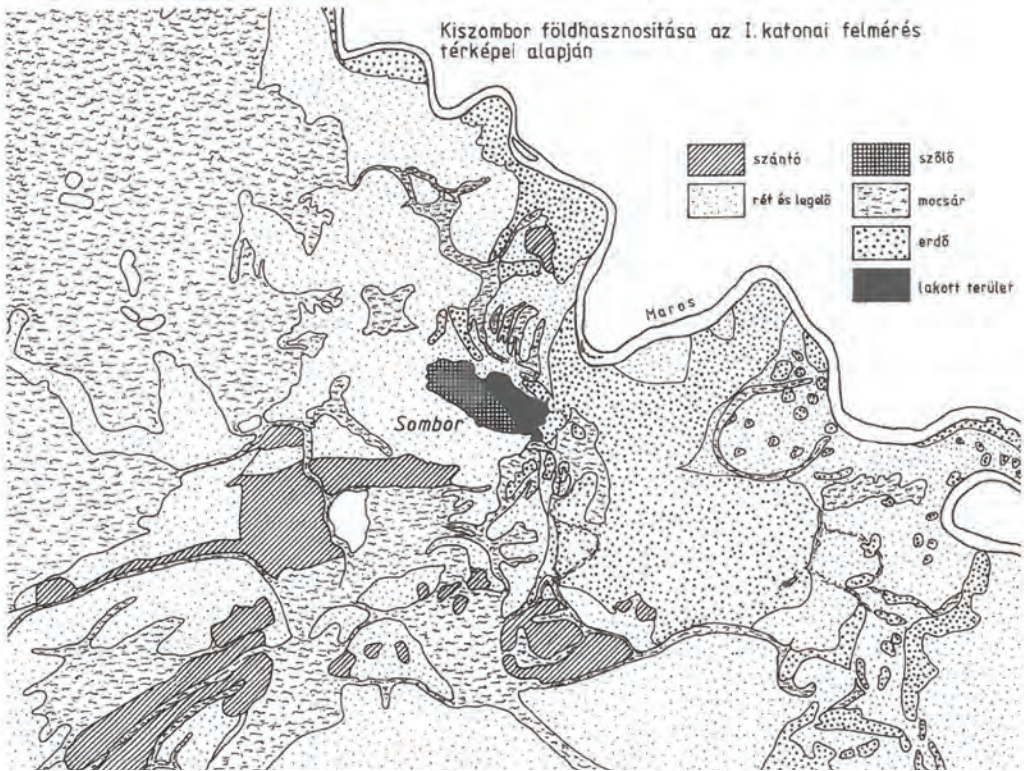 Kiszombor földhasznosítása az I. katonai felmérés
térképei alapján
szántó
rét és legelő
szőlő
mocsár
erdő
lakott terület
Maros
Sombor